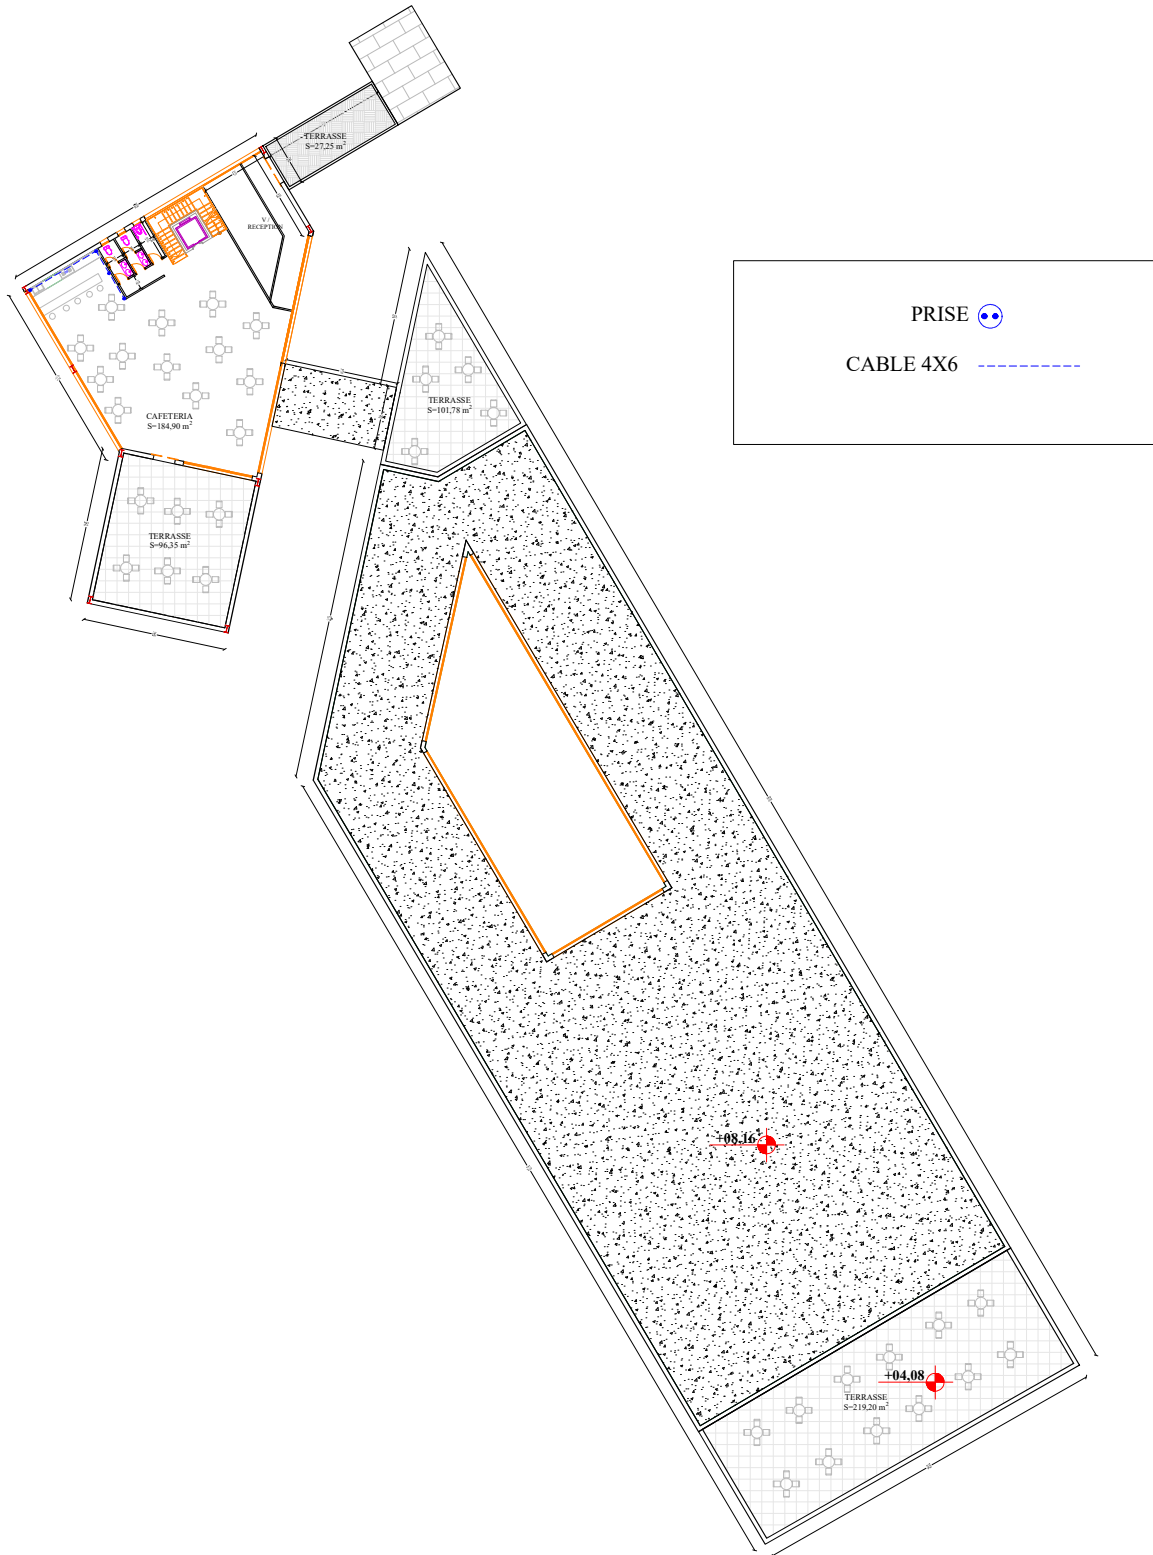 TERRASSE
S=27,25 m²
V /
RECEPTION
PRISE
CABLE 4X6
TERRASSE
S=101,78 m²
CAFETERIA
S=184,90 m²
TERRASSE
S=96,35 m²
+08,16
+04,08
TERRASSE
S=219,20 m²